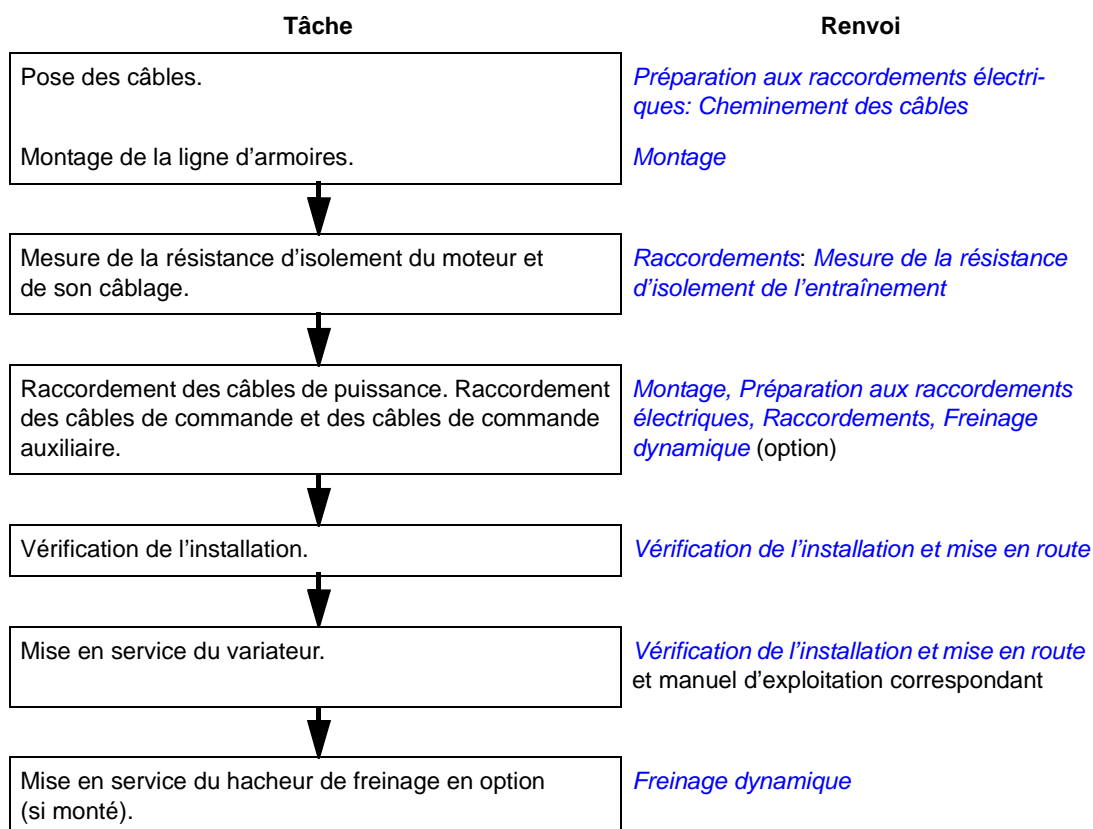 Tâche
Renvoi
Pose des câbles.
Préparation aux raccordements électri-
ques: Cheminement des câbles
Montage de la ligne d'armoires.
Montage
Mesure de la résistance d'isolement du moteur et
de son câblage.
Raccordements: Mesure de la résistance
d'isolement de l'entraînement
Raccordement des câbles de puissance. Raccordement
des câbles de commande et des câbles de commande
auxiliaire.
Montage, Préparation aux raccordements
électriques, Raccordements, Freinage
dynamique (option)
Vérification de l'installation.
Vérification de l'installation et mise en route
Mise en service du variateur.
Vérification de l'installation et mise en route
et manuel d'exploitation correspondant
Mise en service du hacheur de freinage en option
(si monté).
Freinage dynamique